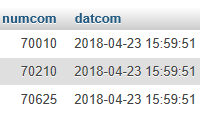 numcom datcom
70010 2018-04-23 15:59:51
70210 2018-04-23 15:59:51
70625 2018-04-23 15:59:51